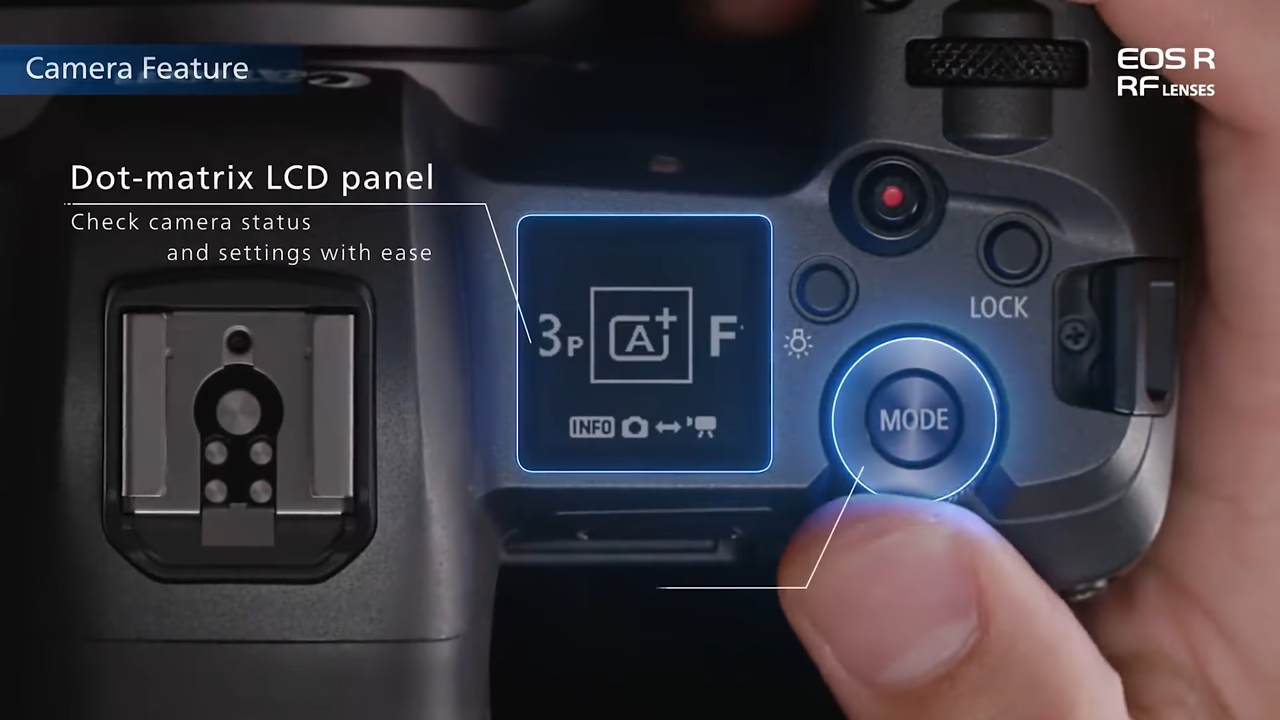 Camera Feature
EOS R
RF LENSES
Dot-matrix LCD panel
Check camera status
and settings with ease
3P A+ F
INFO
LOCK
MODE